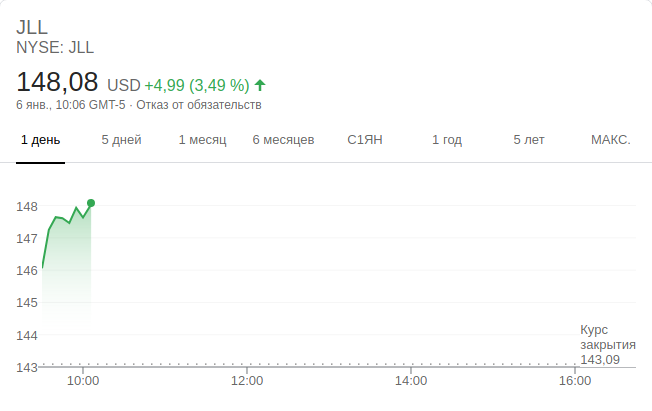 JLL
NYSE: JLL
148,08 USD +4,99 (3,49 %)
6 янв., 10:06 GMT-5 · Отказ от обязательств
1 день 5 дней 1 месяц 6 месяцев С1ЯН 1 год 5 лет МАКС.
148
147
146
145
144
143
Курс
закрытия
143,09
10:00 12:00 14:00 16:00